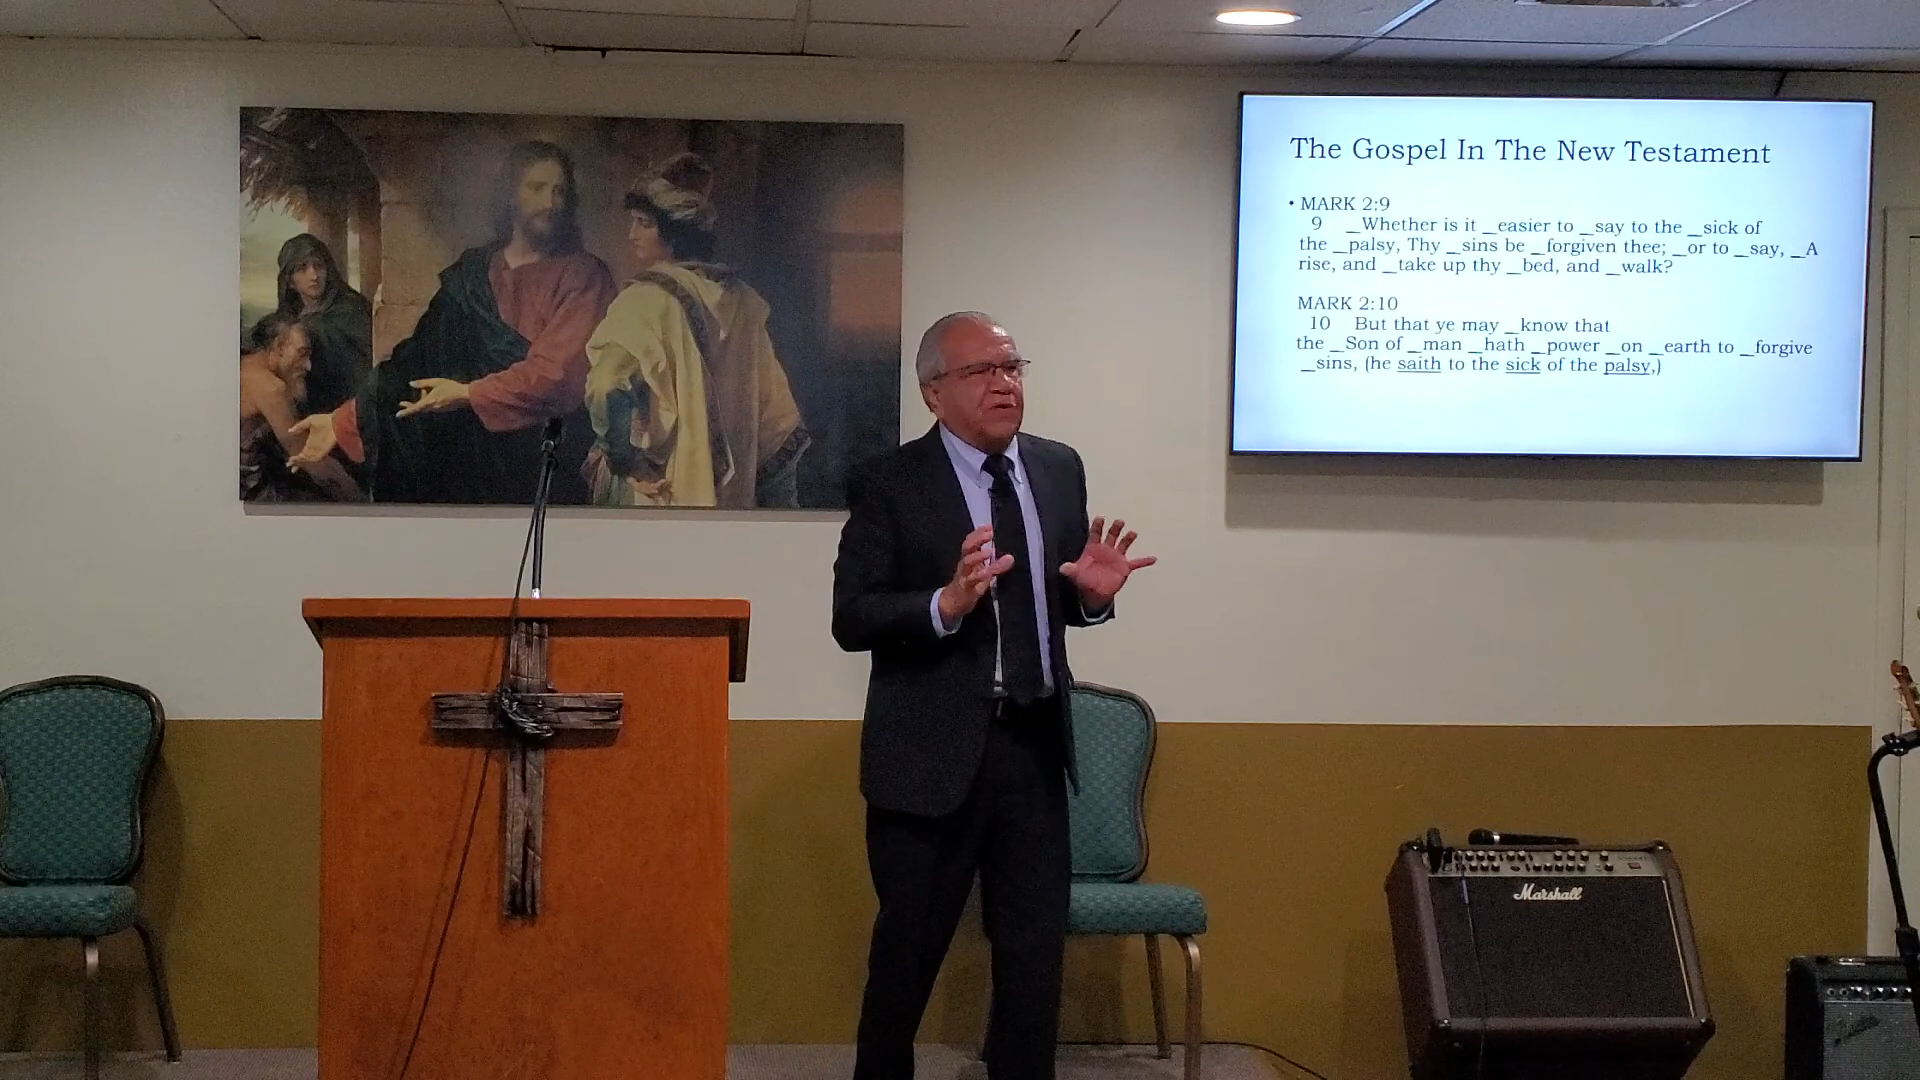 The Gospel In The New Testament
• MARK 2:9
9 _Whether is it _easier to _say to the _sick of
the _palsy, Thy _sins be _forgiven thee; _or to _say, _A
rise, and _take up thy _bed, and _walk?
MARK 2:10
10 But that ye may _know that
the _Son of _man _hath _power _on _earth to _forgive
_sins, (he saith to the sick of the palsy,)
Marshall